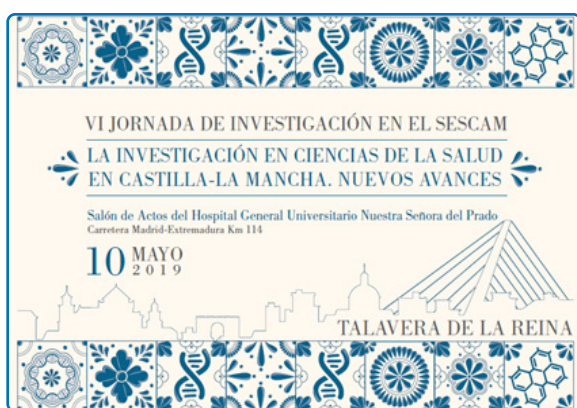 VI JORNADA DE INVESTIGACIÓN EN EL SESCAM
LA INVESTIGACIÓN EN CIENCIAS DE LA SALUD
EN CASTILLA-LA MANCHA. NUEVOS AVANCES
Salón de Actos del Hospital General Universitario Nuestra Señora del Prado
Carretera Madrid-Extremadura Km 114
10 MAYO
2019
TALAVERA DE LA REINA